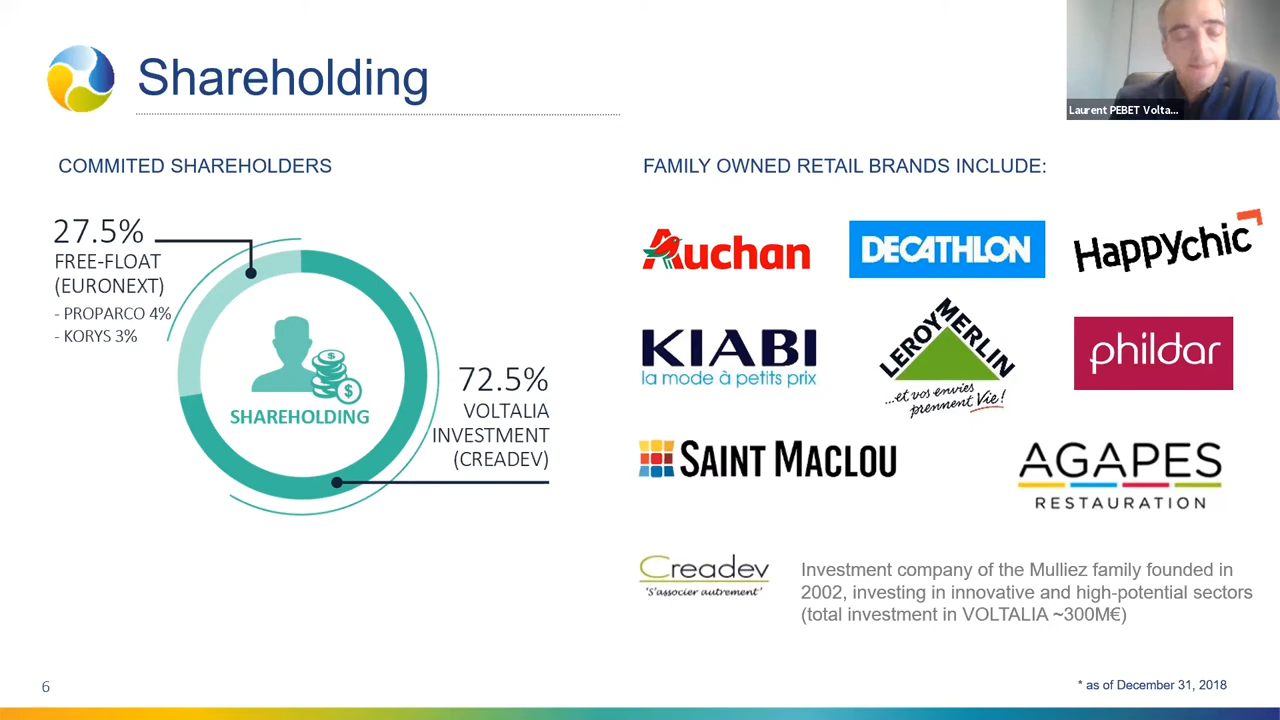 Shareholding
Laurent PEBET Volta...
COMMITED SHAREHOLDERS
27.5%
FREE-FLOAT
(EURONEXT)
- PROPARCO 4%
- KORYS 3%
$
$
SHAREHOLDING
72.5%
VOLTALIA
INVESTMENT
(CREADEV)
FAMILY OWNED RETAIL BRANDS INCLUDE:
Auchan
DECATHLON
Happychic
KIABI
la mode à petits prix
LEROY MERLIN
...et vos envies
prennent Vie !
phildar
SAINT MACLOU
AGAPES
RESTAURATION
Creadev
'S'associer autrement'
Investment company of the Mulliez family founded in
2002, investing in innovative and high-potential sectors
(total investment in VOLTALIA ~300M€)
6
* as of December 31, 2018